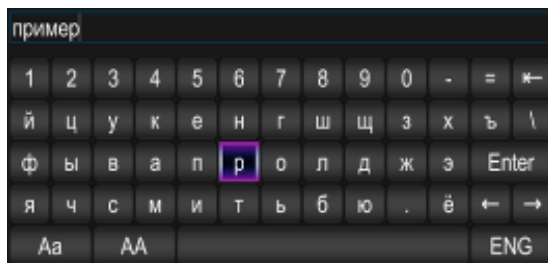 пример
1 2 3 4 5 6 7 8 9 0 - = ⇤
й ц у к е н г ш щ з х ъ \
ф ы в а п р о л д ж э Enter
я ч с м и т ь б ю . ё ← →
Aa AA ENG